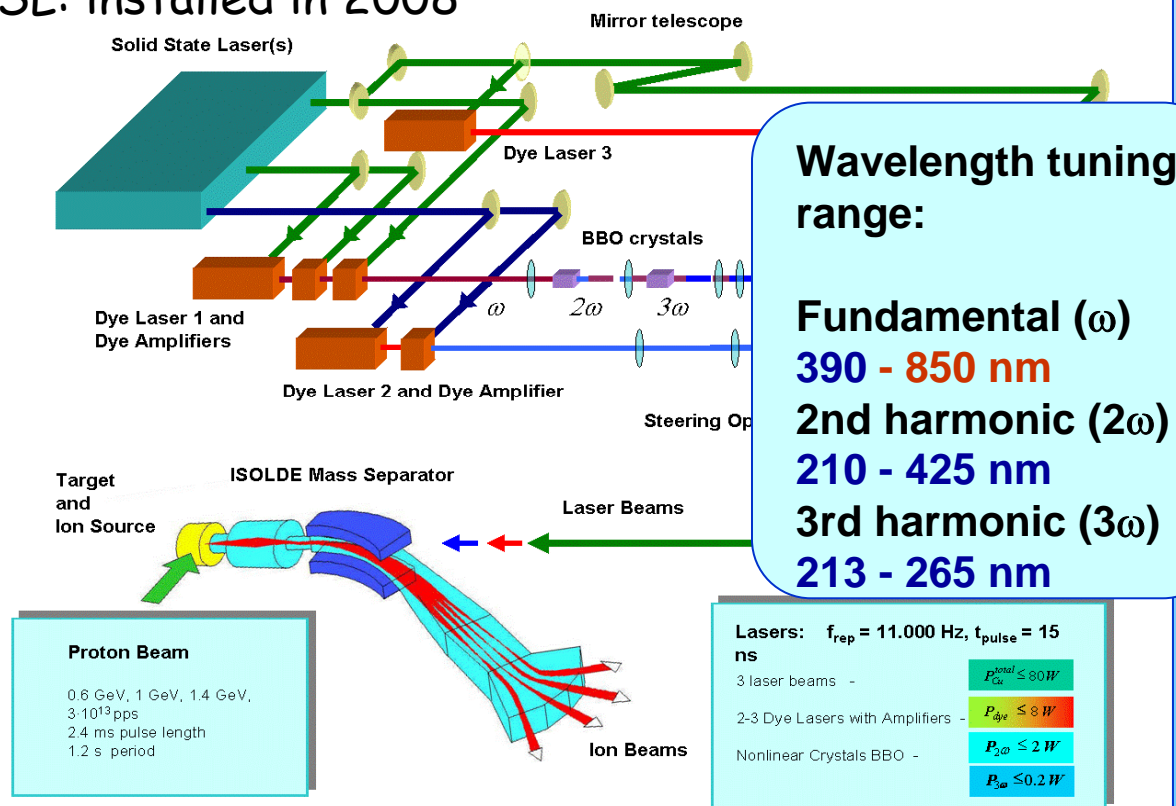 SSL: installed in 2008
Solid State Laser(s)
Mirror telescope
Dye Laser 3
Wavelength tuning
range:
Fundamental (ω)
390 - 850 nm
2nd harmonic (2ω)
210 - 425 nm
3rd harmonic (3ω)
213 - 265 nm
BBO crystals
ω 2ω 3ω
Dye Laser 1 and
Dye Amplifiers
Dye Laser 2 and Dye Amplifier
Steering Op
Target
and
Ion Source
ISOLDE Mass Separator
Laser Beams
Proton Beam
0.6 GeV, 1 GeV, 1.4 GeV,
3·10¹³ pps
2.4 ms pulse length
1.2 s period
Ion Beams
Lasers: f_rep = 11.000 Hz, t_pulse = 15
ns
3 laser beams - P_Cu^total ≤ 80 W
2-3 Dye Lasers with Amplifiers - P_dye ≤ 8 W
Nonlinear Crystals BBO - P_2ω ≤ 2 W
P_3ω ≤ 0.2 W